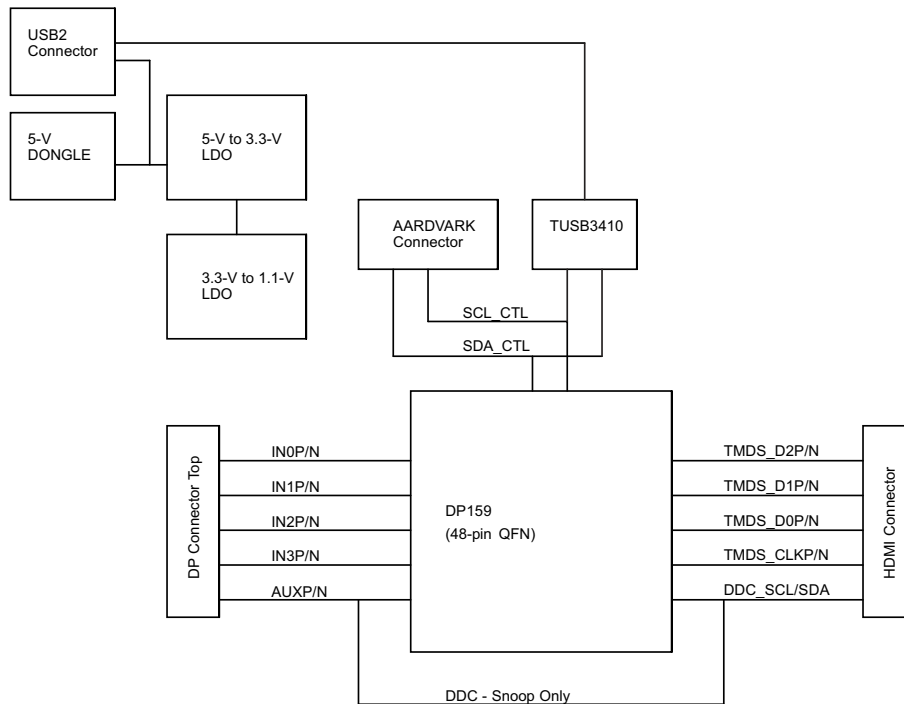 USB2
Connector
5-V
DONGLE
5-V to 3.3-V
LDO
3.3-V to 1.1-V
LDO
AARDVARK
Connector
TUSB3410
SCL_CTL
SDA_CTL
DP Connector Top
IN0P/N
IN1P/N
IN2P/N
IN3P/N
AUXP/N
DP159
(48-pin QFN)
TMDS_D2P/N
TMDS_D1P/N
TMDS_D0P/N
TMDS_CLKP/N
DDC_SCL/SDA
HDMI Connector
DDC - Snoop Only